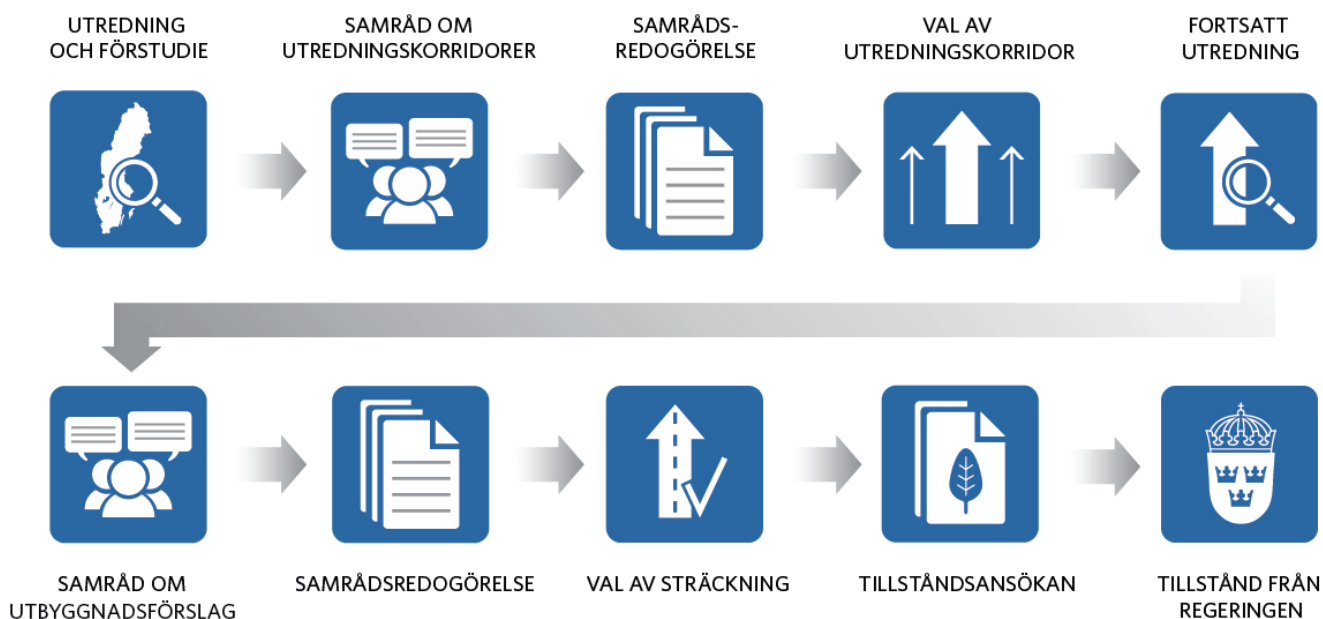 UTREDNING
OCH FÖRSTUDIE
SAMRÅD OM
UTREDNINGSKORRIDORER
SAMRÅDS-
REDOGÖRELSE
VAL AV
UTREDNINGSKORRIDOR
FORTSATT
UTREDNING
SAMRÅD OM
UTBYGGNADSFÖRSLAG
SAMRÅDSREDOGÖRELSE
VAL AV STRÄCKNING
TILLSTÅNDSANSÖKAN
TILLSTÅND FRÅN
REGERINGEN